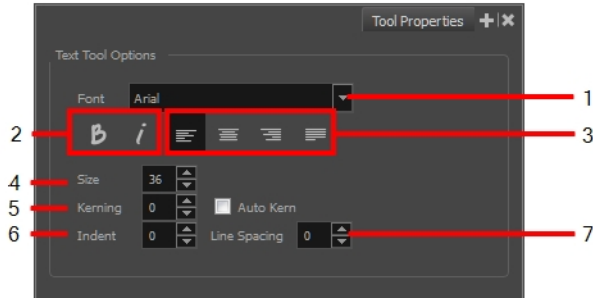 Tool Properties
Text Tool Options
Font Arial 1
2 B i 3
4 Size 36
5 Kerning 0 Auto Kern
6 Indent 0 Line Spacing 0 7